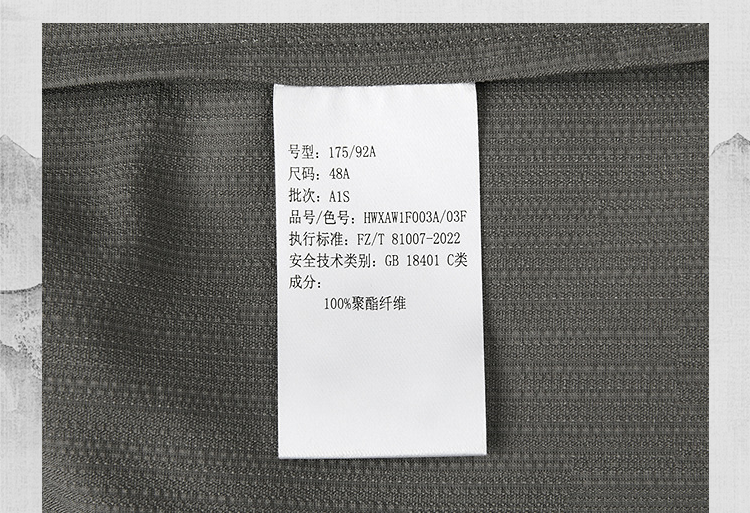 号型：175/92A
尺码：48A
批次：A1S
品号/色号：HWXAW1F003A/03F
执行标准：FZ/T 81007-2022
安全技术类别：GB 18401 C类
成分：
100%聚酯纤维